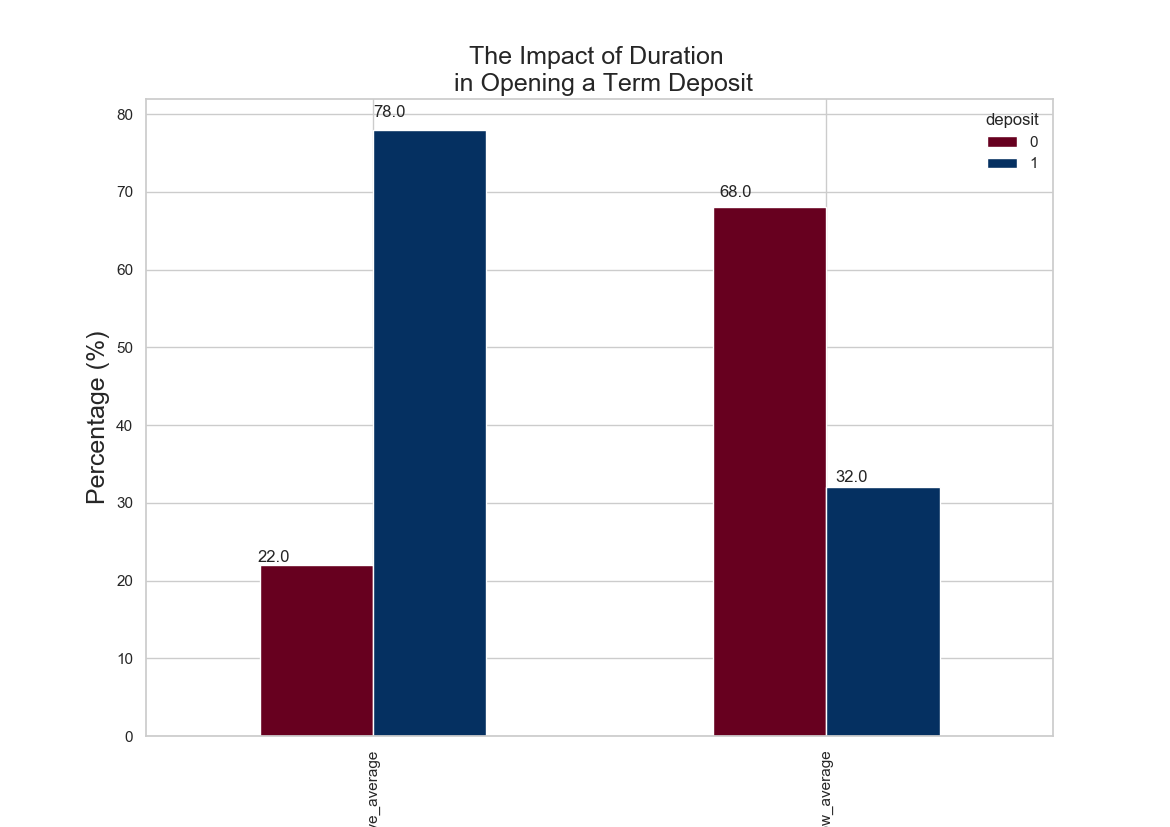 The Impact of Duration
in Opening a Term Deposit
78.0
80
deposit
0
1
70
68.0
60
50
Percentage (%)
40
30
32.0
22.0
20
10
0
ve_average
w_average